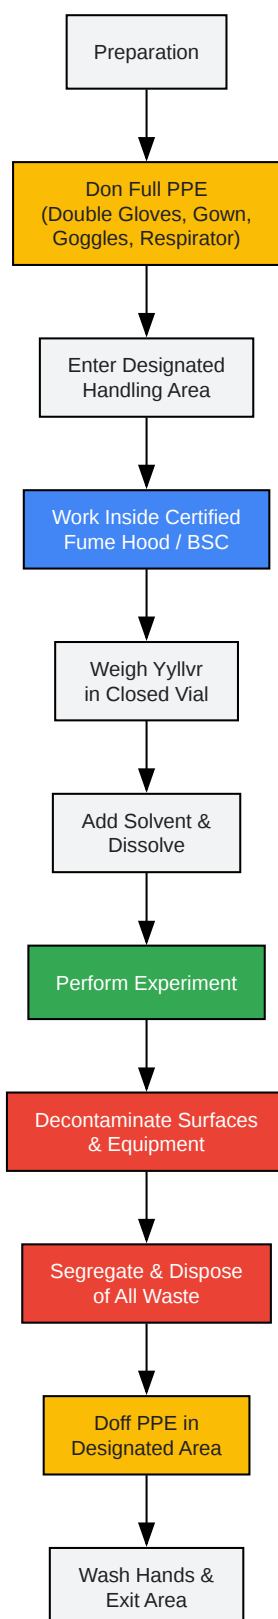 Preparation
Don Full PPE
(Double Gloves, Gown,
Goggles, Respirator)
Enter Designated
Handling Area
Work Inside Certified
Fume Hood / BSC
Weigh Yyllvr
in Closed Vial
Add Solvent &
Dissolve
Perform Experiment
Decontaminate Surfaces
& Equipment
Segregate & Dispose
of All Waste
Doff PPE in
Designated Area
Wash Hands &
Exit Area